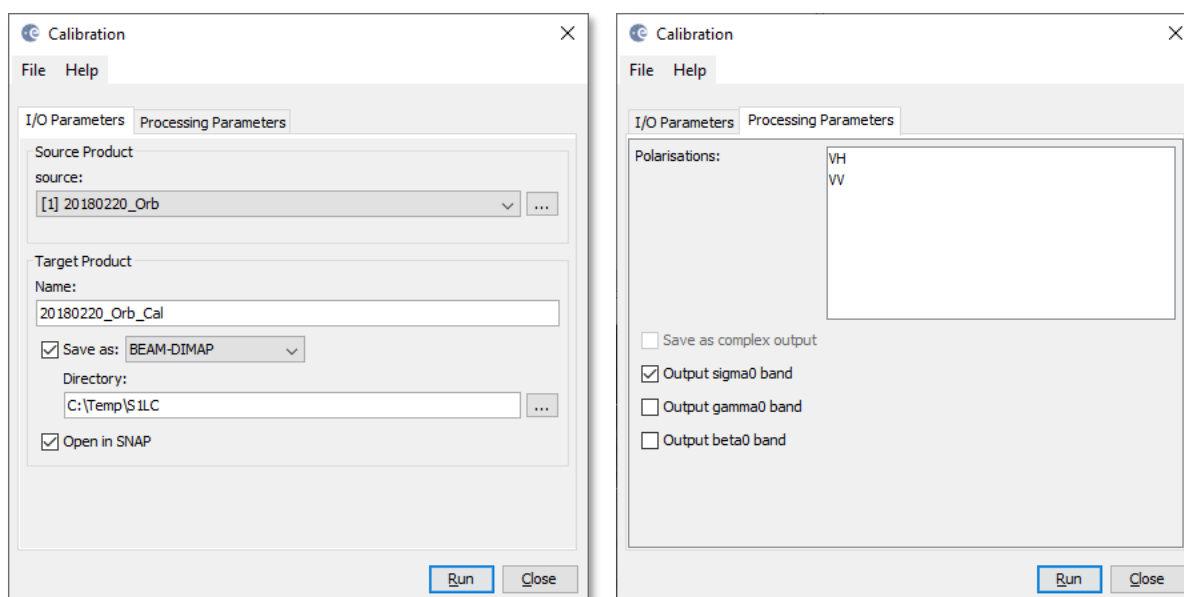 Calibration
File Help
I/O Parameters Processing Parameters
Source Product
source:
[1] 20180220_Orb
...
Target Product
Name:
20180220_Orb_Cal
Save as: BEAM-DIMAP
Directory:
C:\Temp\S1LC
...
Open in SNAP
Run Close
Calibration
File Help
I/O Parameters Processing Parameters
Polarisations:
VH
VV
Save as complex output
Output sigma0 band
Output gamma0 band
Output beta0 band
Run Close